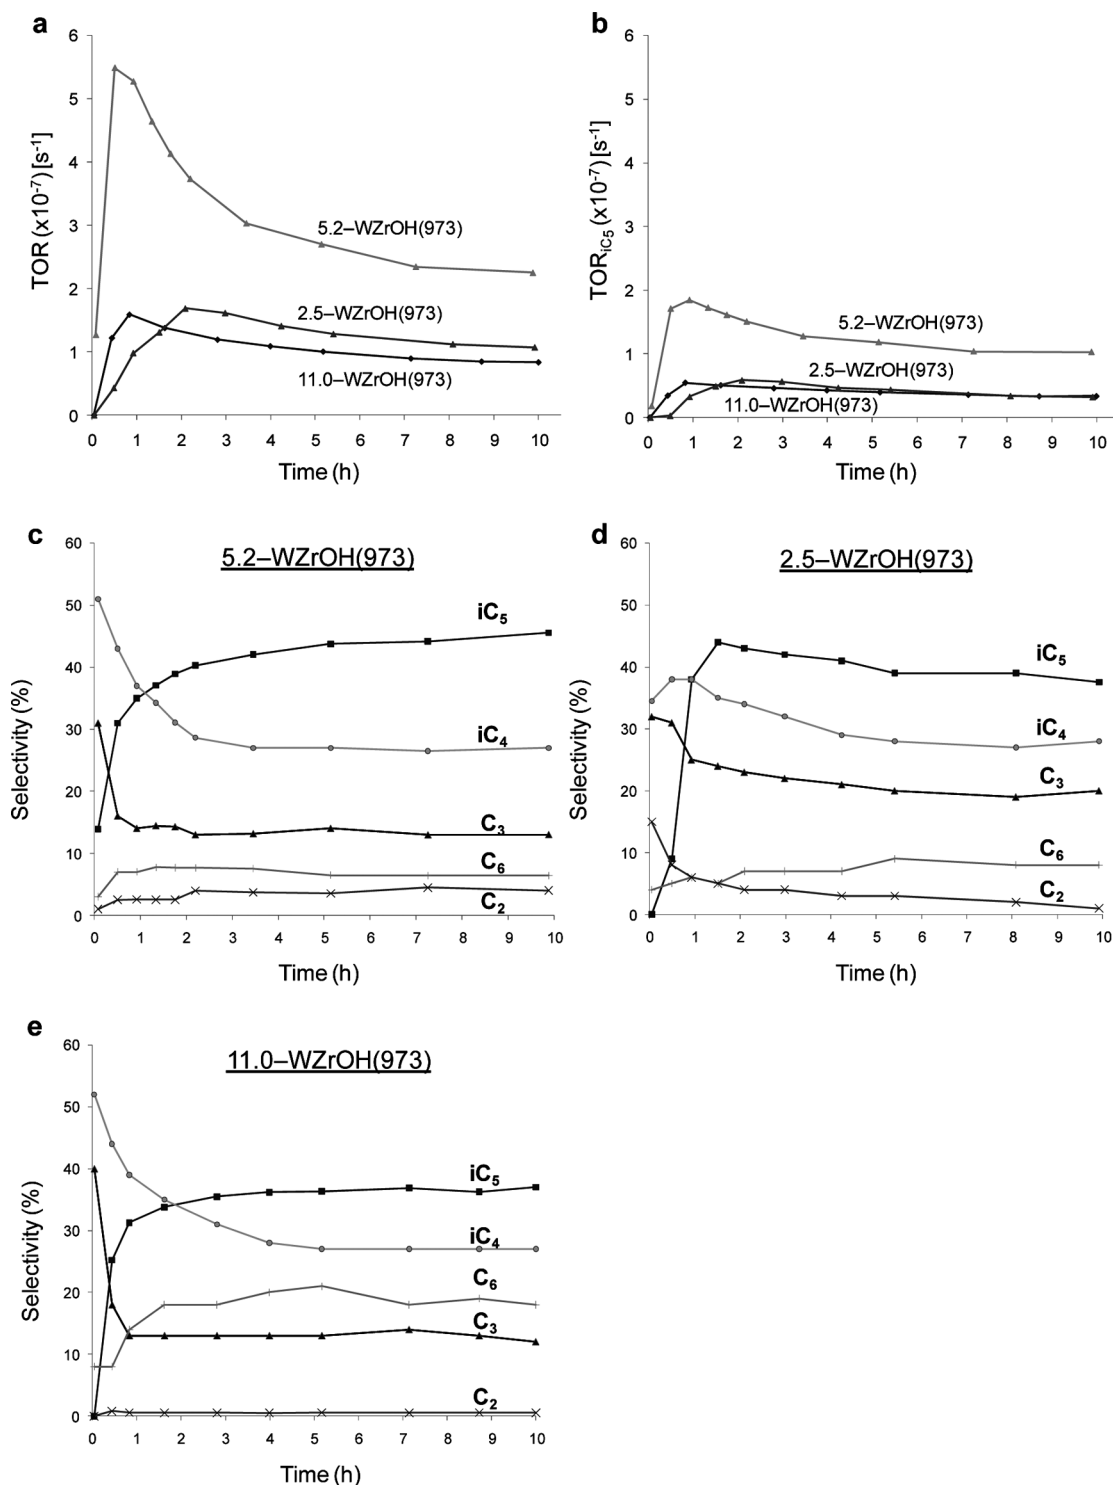 a
6
5
4
3
2
1
0
TOR (x10⁻⁷) [s⁻¹]
5.2–WZrOH(973)
2.5–WZrOH(973)
11.0–WZrOH(973)
0 1 2 3 4 5 6 7 8 9 10
Time (h)
b
6
5
4
3
2
1
0
TOR_iC₅ (x10⁻⁷) [s⁻¹]
5.2–WZrOH(973)
2.5–WZrOH(973)
11.0–WZrOH(973)
0 1 2 3 4 5 6 7 8 9 10
Time (h)
c
5.2–WZrOH(973)
60
50
40
30
20
10
0
Selectivity (%)
iC₅
iC₄
C₃
C₆
C₂
0 1 2 3 4 5 6 7 8 9 10
Time (h)
d
2.5–WZrOH(973)
60
50
40
30
20
10
0
Selectivity (%)
iC₅
iC₄
C₃
C₆
C₂
0 1 2 3 4 5 6 7 8 9 10
Time (h)
e
11.0–WZrOH(973)
60
50
40
30
20
10
0
Selectivity (%)
iC₅
iC₄
C₆
C₃
C₂
0 1 2 3 4 5 6 7 8 9 10
Time (h)